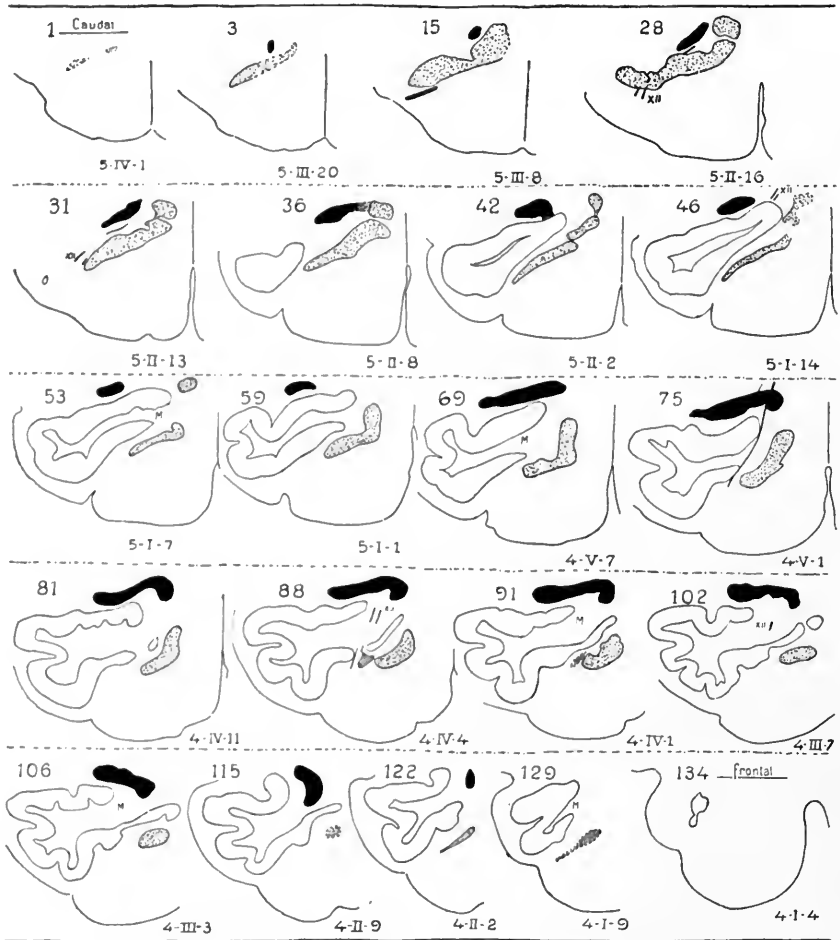 1 Caudal 3 15 28
XII
5-IV-1 5-III-20 5-III-8 5-II-16
31 36 42 46
XII
XII
5-II-13 5-II-8 5-II-2 5-I-14
53 59 69 75
M M
5-I-7 5-I-1 4-V-7 4-V-1
81 88 91 102
M XII
4-IV-11 4-IV-4 4-IV-1 4-III-7
106 115 122 129 134 frontal
M M
4-III-3 4-II-9 4-II-2 4-I-9 4-I-4